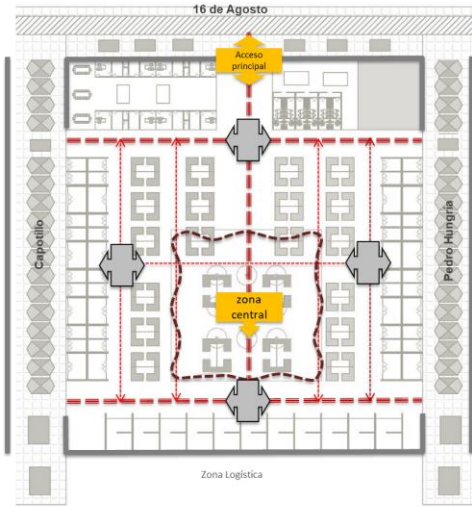 16 de Agosto
Acceso
principal
Capotillo
Pedro Hungría
zona
central
Zona Logística